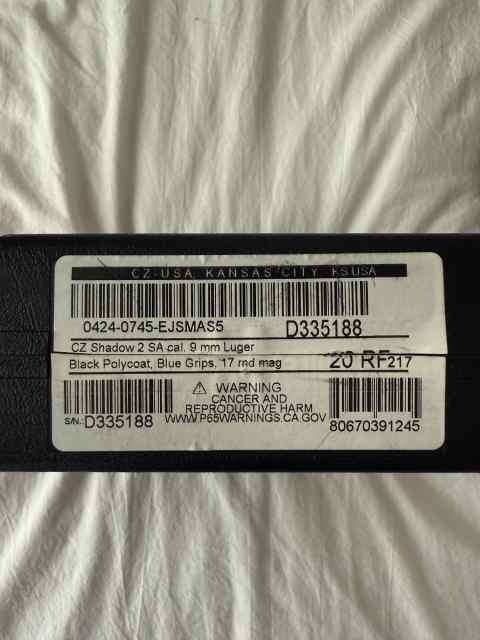 CZ-USA KANSAS CITY KS USA
0424-0745-EJSMAS5 D335188
CZ Shadow 2 SA cal. 9 mm Luger
Black Polycoat, Blue Grips, 17 rnd mag 20 RF217
⚠ WARNING
CANCER AND
REPRODUCTIVE HARM
WWW.P65WARNINGS.CA.GOV
S/N.: D335188
80670391245